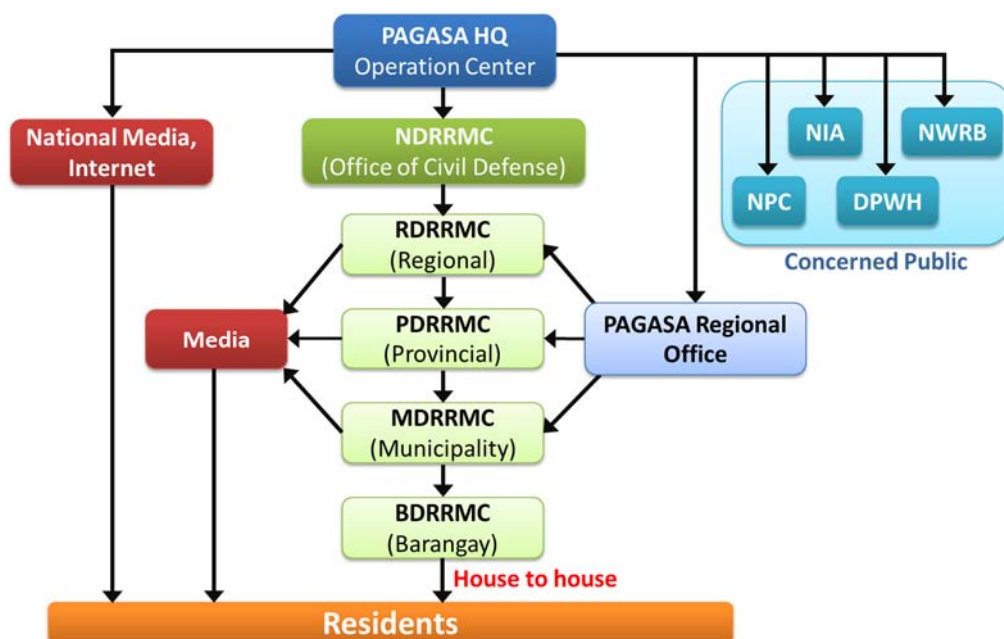 PAGASA HQ
Operation Center
National Media,
Internet
NDRRMC
(Office of Civil Defense)
NIA
NWRB
NPC
DPWH
Concerned Public
RDRRMC
(Regional)
Media
PDRRMC
(Provincial)
PAGASA Regional
Office
MDRRMC
(Municipality)
BDRRMC
(Barangay)
House to house
Residents